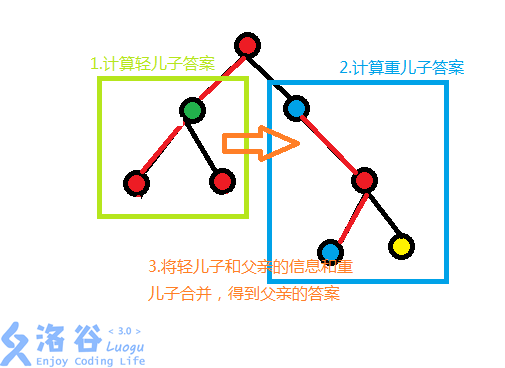 1.计算轻儿子答案
2.计算重儿子答案
3.将轻儿子和父亲的信息和重
儿子合并，得到父亲的答案
洛谷 < 3.0 >
Luogu
Enjoy Coding Life